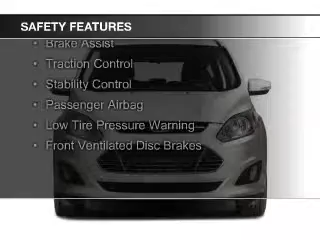 SAFETY FEATURES
• Brake Assist
• Traction Control
• Stability Control
• Passenger Airbag
• Low Tire Pressure Warning
• Front Ventilated Disc Brakes